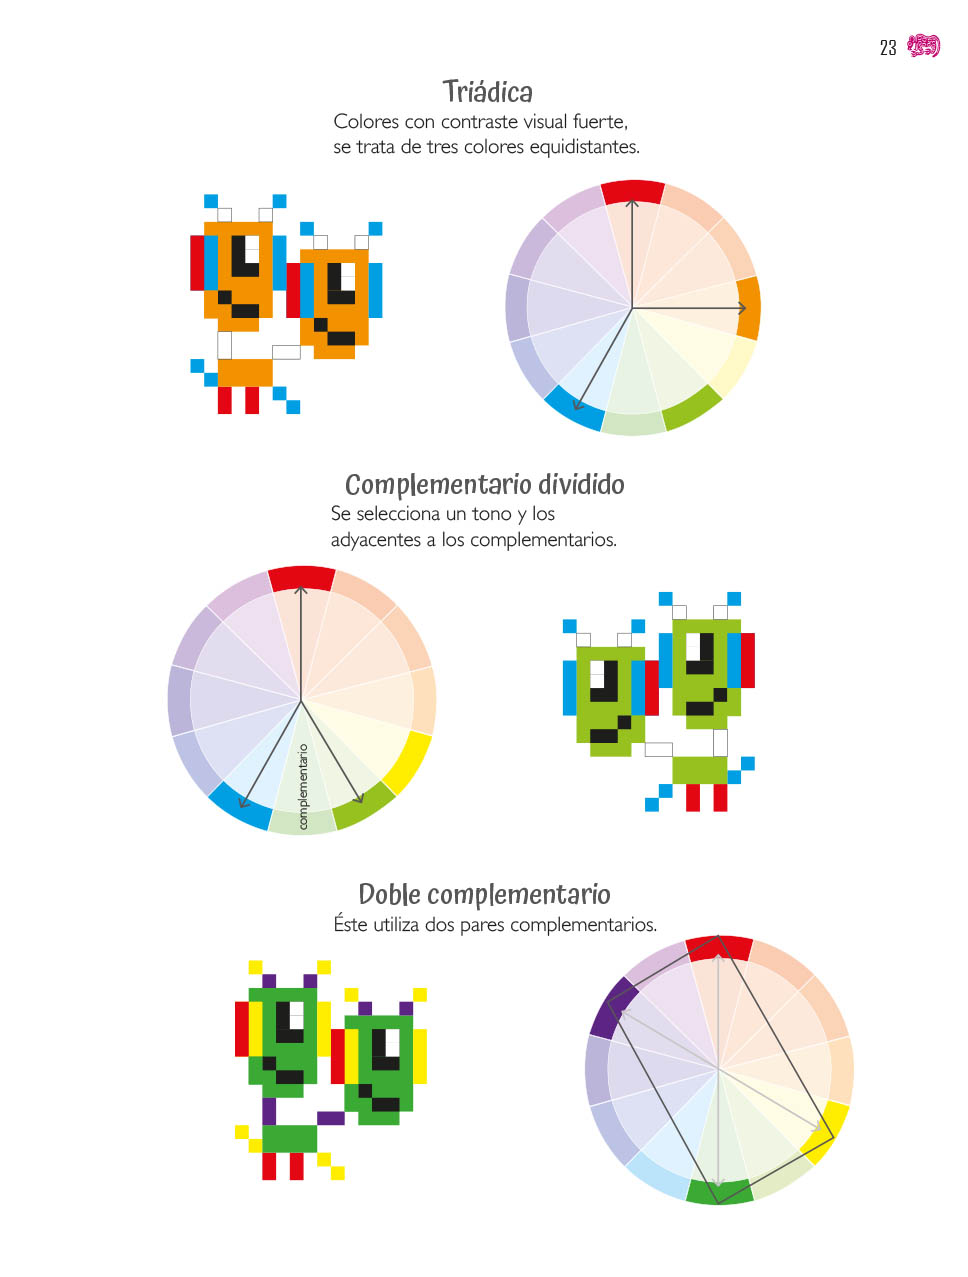 23
Triádica
Colores con contraste visual fuerte,
se trata de tres colores equidistantes.
Complementario dividido
Se selecciona un tono y los
adyacentes a los complementarios.
complementario
Doble complementario
Éste utiliza dos pares complementarios.